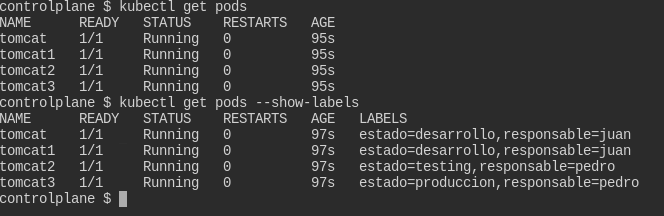 controlplane $ kubectl get pods
NAME      READY   STATUS    RESTARTS   AGE
tomcat    1/1     Running   0          95s
tomcat1   1/1     Running   0          95s
tomcat2   1/1     Running   0          95s
tomcat3   1/1     Running   0          95s
controlplane $ kubectl get pods --show-labels
NAME      READY   STATUS    RESTARTS   AGE   LABELS
tomcat    1/1     Running   0          97s   estado=desarrollo,responsable=juan
tomcat1   1/1     Running   0          97s   estado=desarrollo,responsable=juan
tomcat2   1/1     Running   0          97s   estado=testing,responsable=pedro
tomcat3   1/1     Running   0          97s   estado=produccion,responsable=pedro
controlplane $